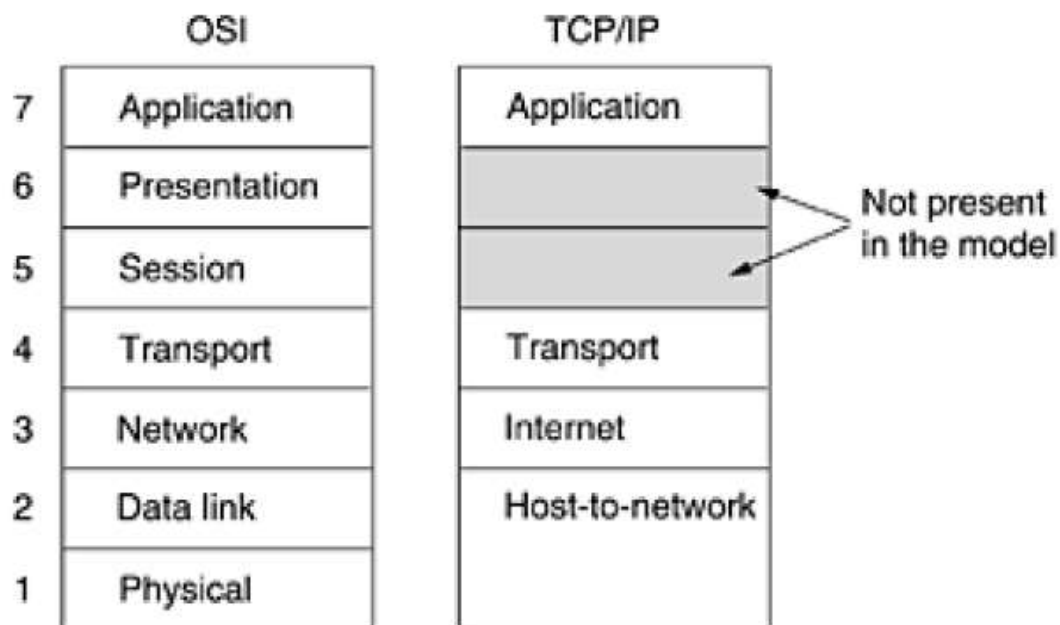 OSI TCP/IP
7 Application Application
6 Presentation
Not present
in the model
5 Session
4 Transport Transport
3 Network Internet
2 Data link Host-to-network
1 Physical